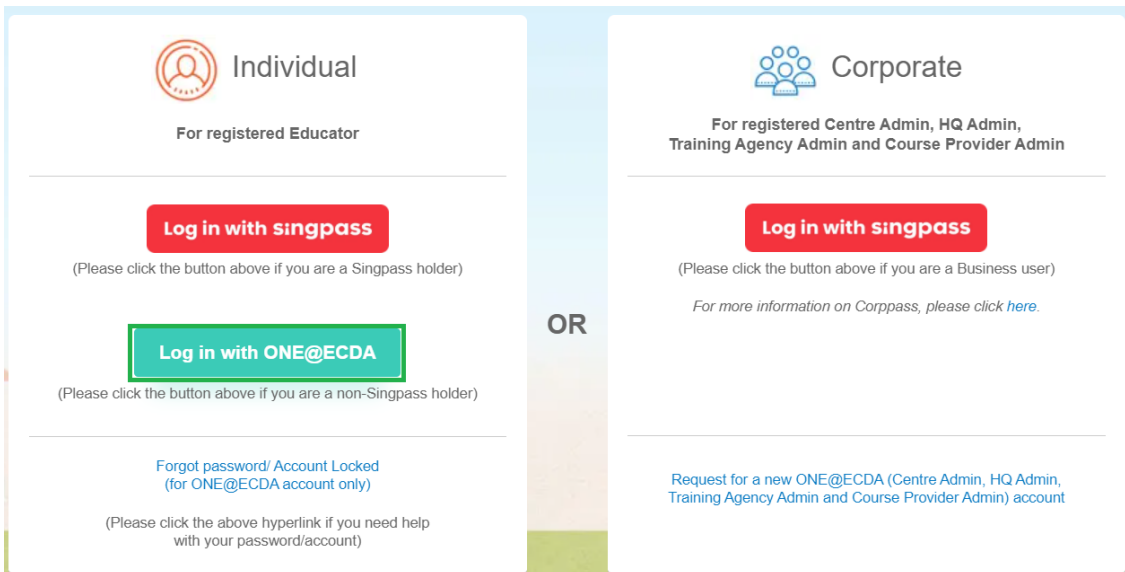 Individual
For registered Educator
Log in with singpass
(Please click the button above if you are a Singpass holder)
Log in with ONE@ECDA
(Please click the button above if you are a non-Singpass holder)
Forgot password/ Account Locked
(for ONE@ECDA account only)
(Please click the above hyperlink if you need help
with your password/account)
OR
Corporate
For registered Centre Admin, HQ Admin,
Training Agency Admin and Course Provider Admin
Log in with singpass
(Please click the button above if you are a Business user)
For more information on Corppass, please click here.
Request for a new ONE@ECDA (Centre Admin, HQ Admin,
Training Agency Admin and Course Provider Admin) account